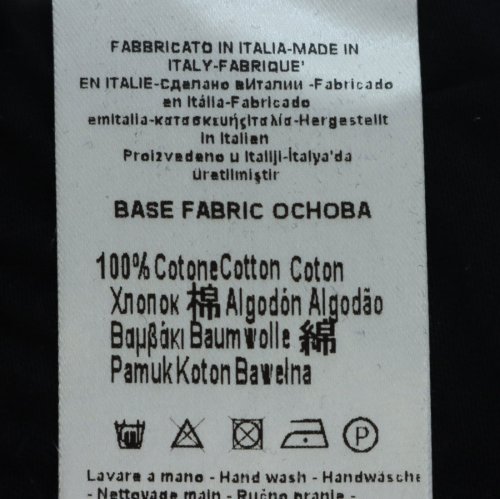 FABBRICATO IN ITALIA-MADE IN
ITALY-FABRIQUE'
EN ITALIE-Сделано вИталии -Fabricado
en Itália-Fabricado
emItalia-κατασκευήςΙταλία-Hergestellt
in Italien
Proizvedeno u Italiji-İtalya'da
üretilmiştir
BASE FABRIC OCHOBA
100% CotoneCotton Coton
Хлопок 棉 Algodón Algodão
Βαμβάκι Baumwolle 綿
Pamuk Koton Bawełna
P
Lavare a mano - Hand wash - Handwäsche
- Nettoyage main - Ručno pranje -